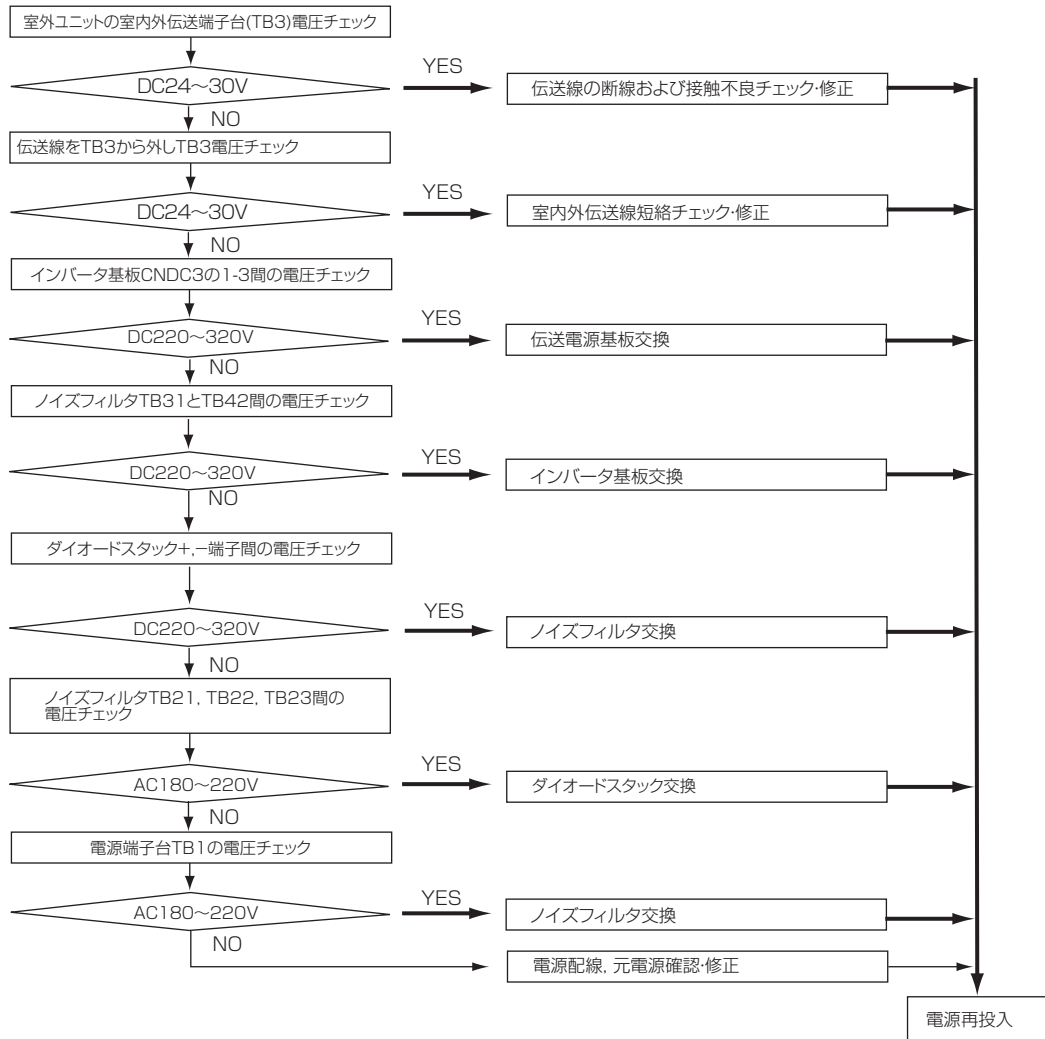 室外ユニットの室内外伝送端子台(TB3)電圧チェック
DC24～30V
YES
伝送線の断線および接触不良チェック・修正
NO
伝送線をTB3から外しTB3電圧チェック
DC24～30V
YES
室内外伝送線短絡チェック・修正
NO
インバータ基板CNDC3の1-3間の電圧チェック
DC220～320V
YES
伝送電源基板交換
NO
ノイズフィルタTB31とTB42間の電圧チェック
DC220～320V
YES
インバータ基板交換
NO
ダイオードスタック+,−端子間の電圧チェック
DC220～320V
YES
ノイズフィルタ交換
NO
ノイズフィルタTB21, TB22, TB23間の
電圧チェック
AC180～220V
YES
ダイオードスタック交換
NO
電源端子台TB1の電圧チェック
AC180～220V
YES
ノイズフィルタ交換
NO
電源配線, 元電源確認・修正
電源再投入